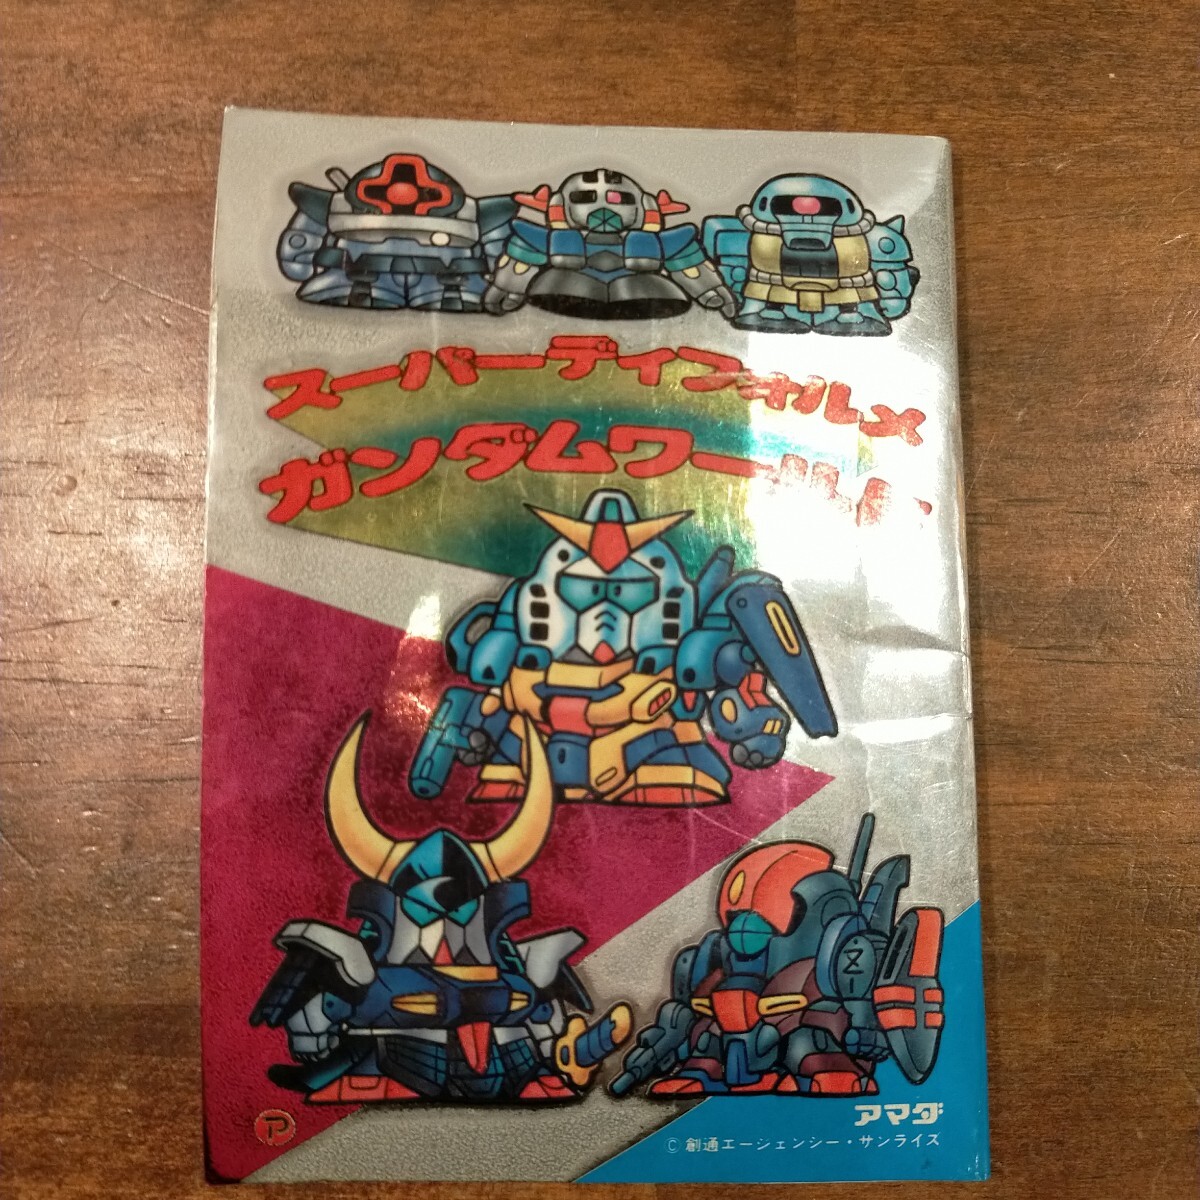 スーパーディフォルメ
ガンダムワールド
Z
ア
アマダ
©創通エージェンシー・サンライズ